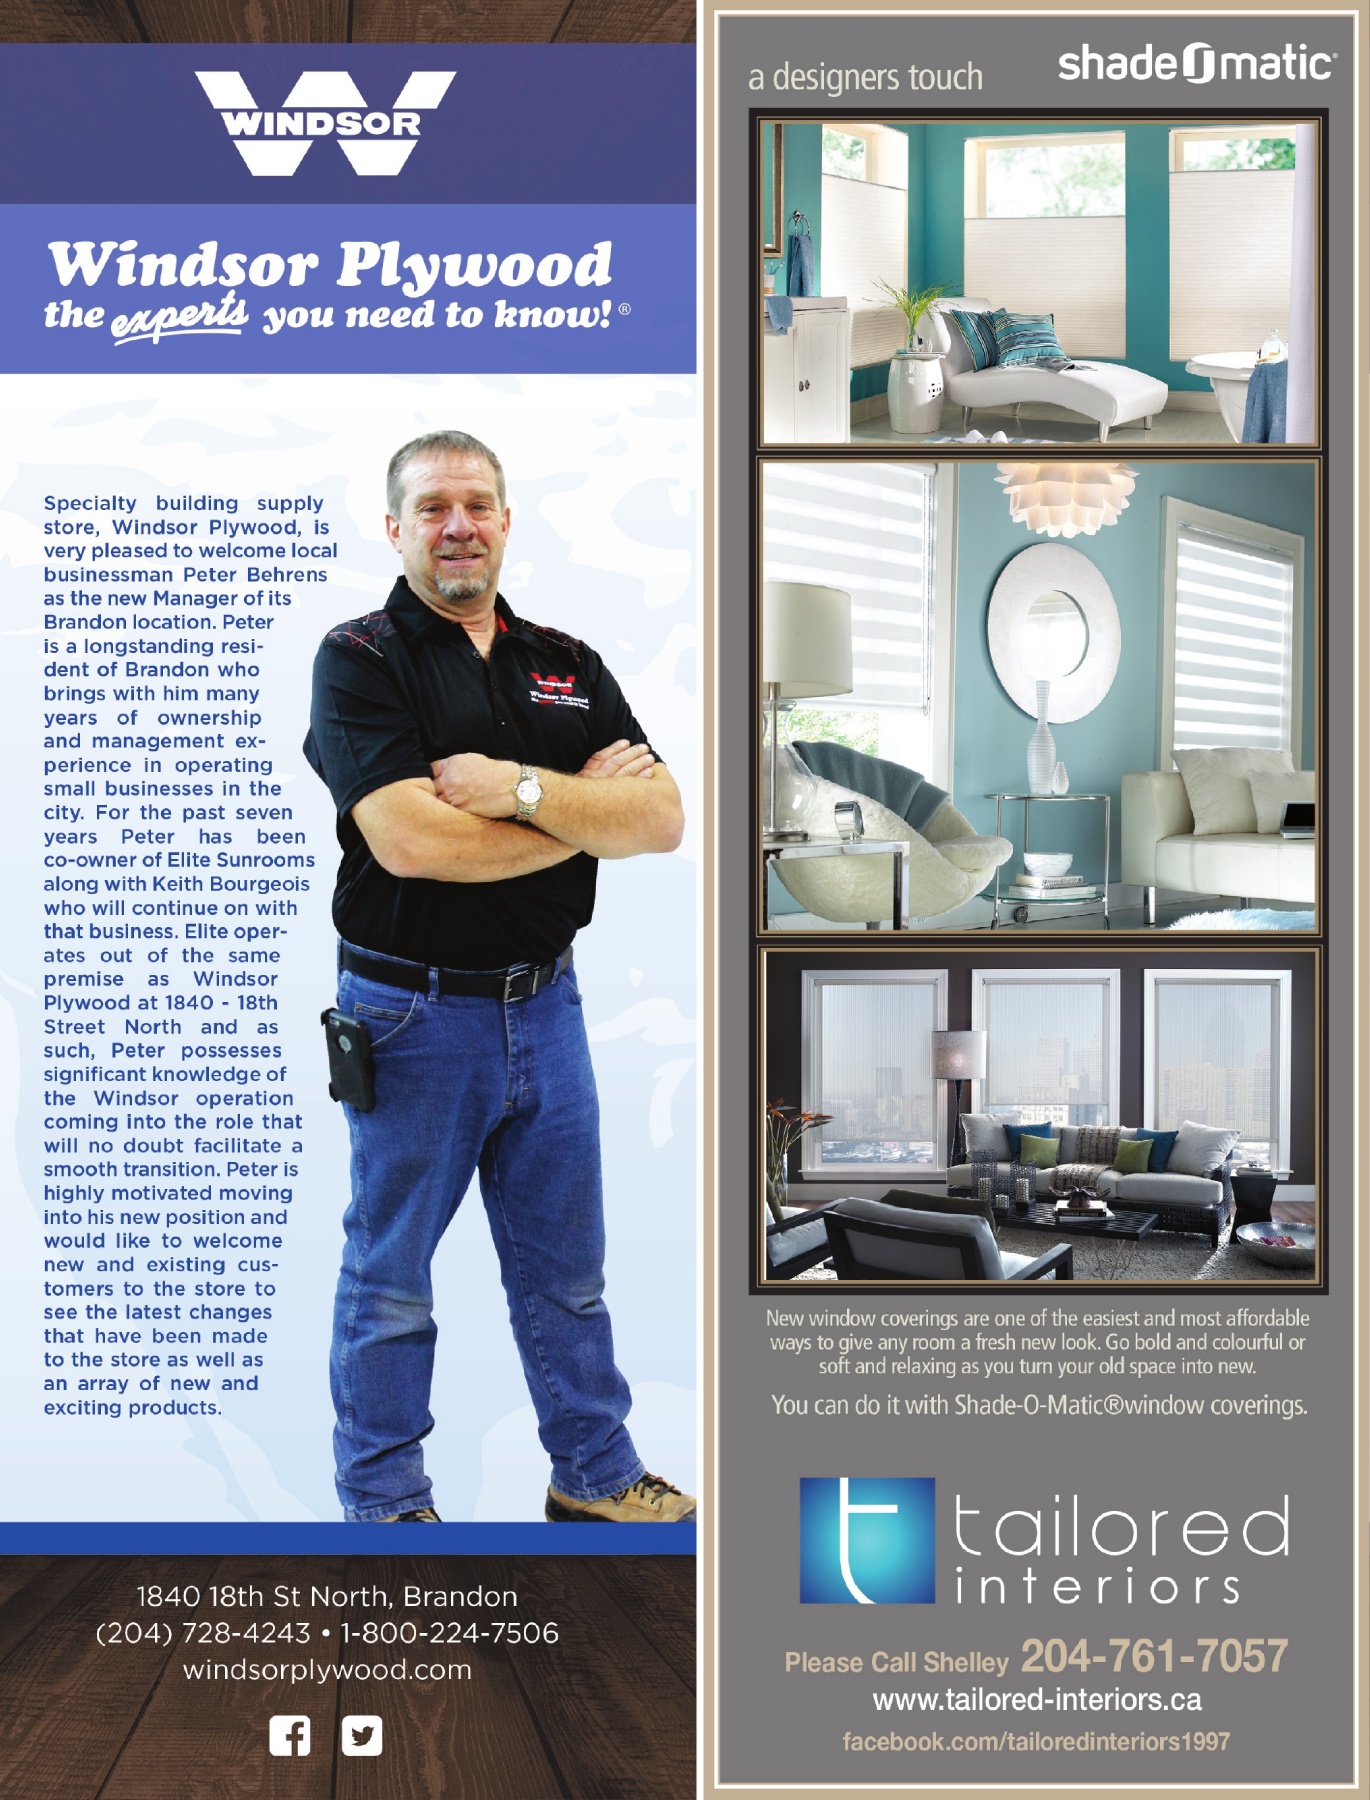 WINDSOR
Windsor Plywood
the experts you need to know!®
Specialty building supply
store, Windsor Plywood, is
very pleased to welcome local
businessman Peter Behrens
as the new Manager of its
Brandon location. Peter
is a longstanding resi-
dent of Brandon who
brings with him many
years of ownership
and management ex-
perience in operating
small businesses in the
city. For the past seven
years Peter has been
co-owner of Elite Sunrooms
along with Keith Bourgeois
who will continue on with
that business. Elite oper-
ates out of the same
premise as Windsor
Plywood at 1840 - 18th
Street North and as
such, Peter possesses
significant knowledge of
the Windsor operation
coming into the role that
will no doubt facilitate a
smooth transition. Peter is
highly motivated moving
into his new position and
would like to welcome
new and existing cus-
tomers to the store to
see the latest changes
that have been made
to the store as well as
an array of new and
exciting products.
WINDSOR
Windsor Plywood
1840 18th St North, Brandon
(204) 728-4243 • 1-800-224-7506
windsorplywood.com
a designers touch
shade O matic®
New window coverings are one of the easiest and most affordable
ways to give any room a fresh new look. Go bold and colourful or
soft and relaxing as you turn your old space into new.
You can do it with Shade-O-Matic®window coverings.
t tailored
interiors
Please Call Shelley 204-761-7057
www.tailored-interiors.ca
facebook.com/tailoredinteriors1997